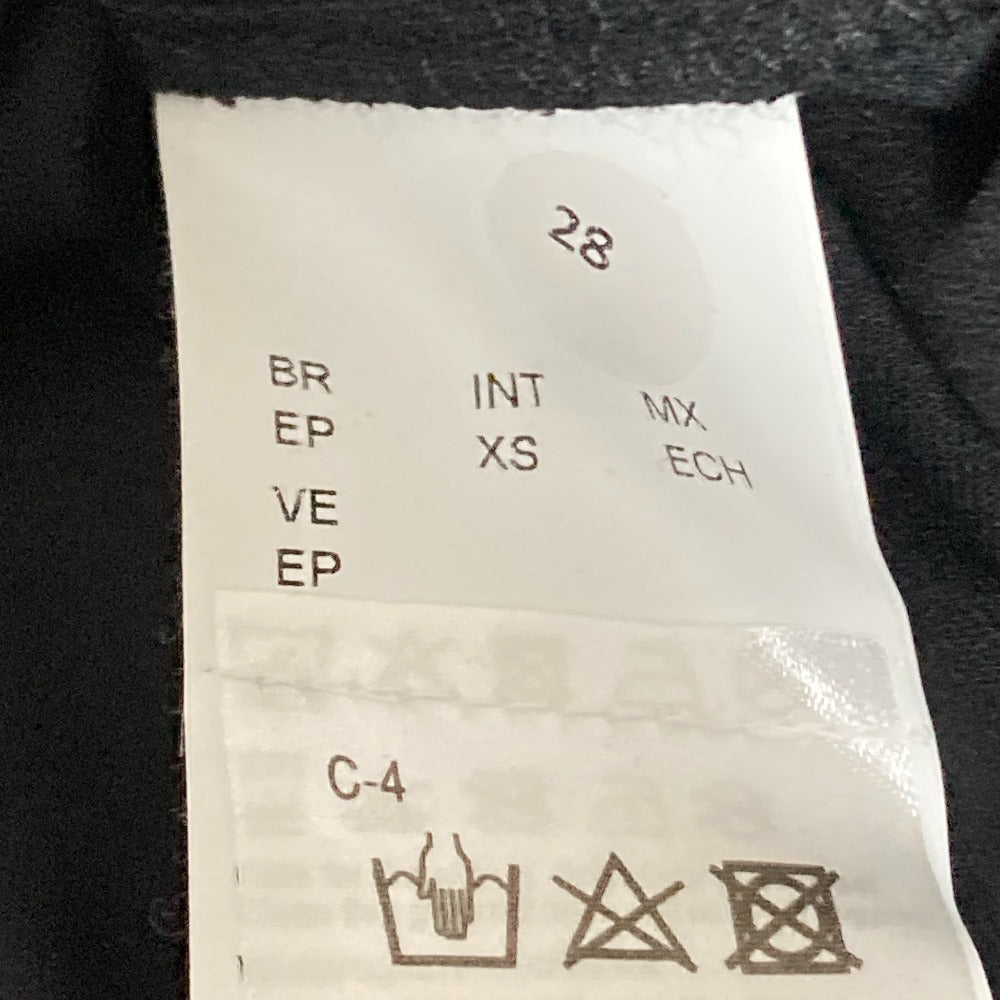 28
BR INT MX
EP XS ECH
VE
EP
C-4